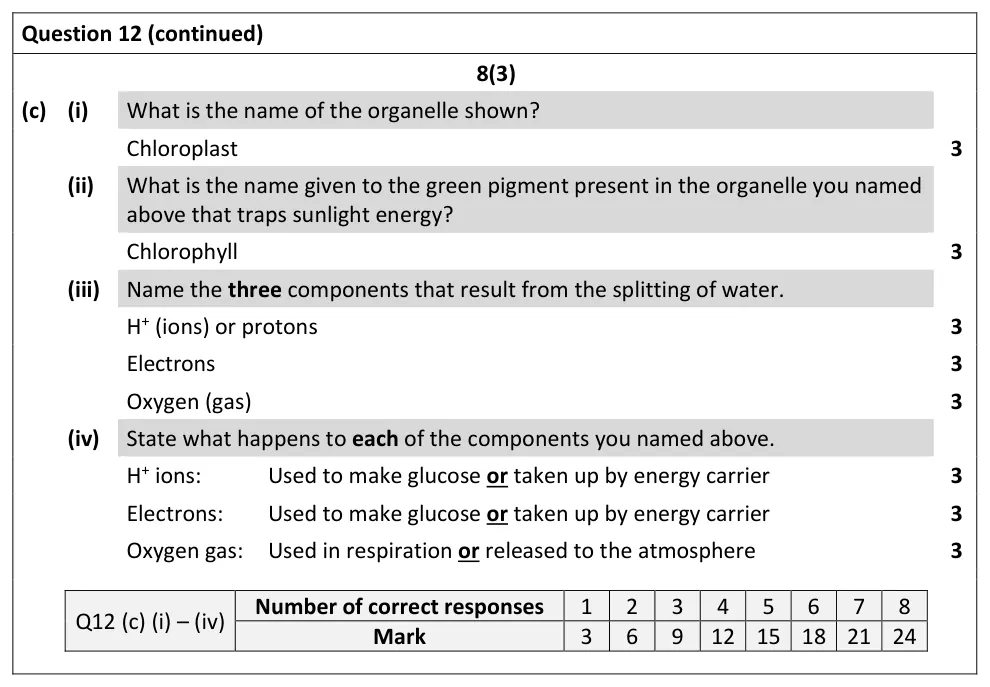 Question 12 (continued)
8(3)
(c) (i) What is the name of the organelle shown?
Chloroplast 3
(ii) What is the name given to the green pigment present in the organelle you named
above that traps sunlight energy?
Chlorophyll 3
(iii) Name the three components that result from the splitting of water.
H⁺ (ions) or protons 3
Electrons 3
Oxygen (gas) 3
(iv) State what happens to each of the components you named above.
H⁺ ions: Used to make glucose or taken up by energy carrier 3
Electrons: Used to make glucose or taken up by energy carrier 3
Oxygen gas: Used in respiration or released to the atmosphere 3
Q12 (c) (i) – (iv)
Number of correct responses 1 2 3 4 5 6 7 8
Mark 3 6 9 12 15 18 21 24